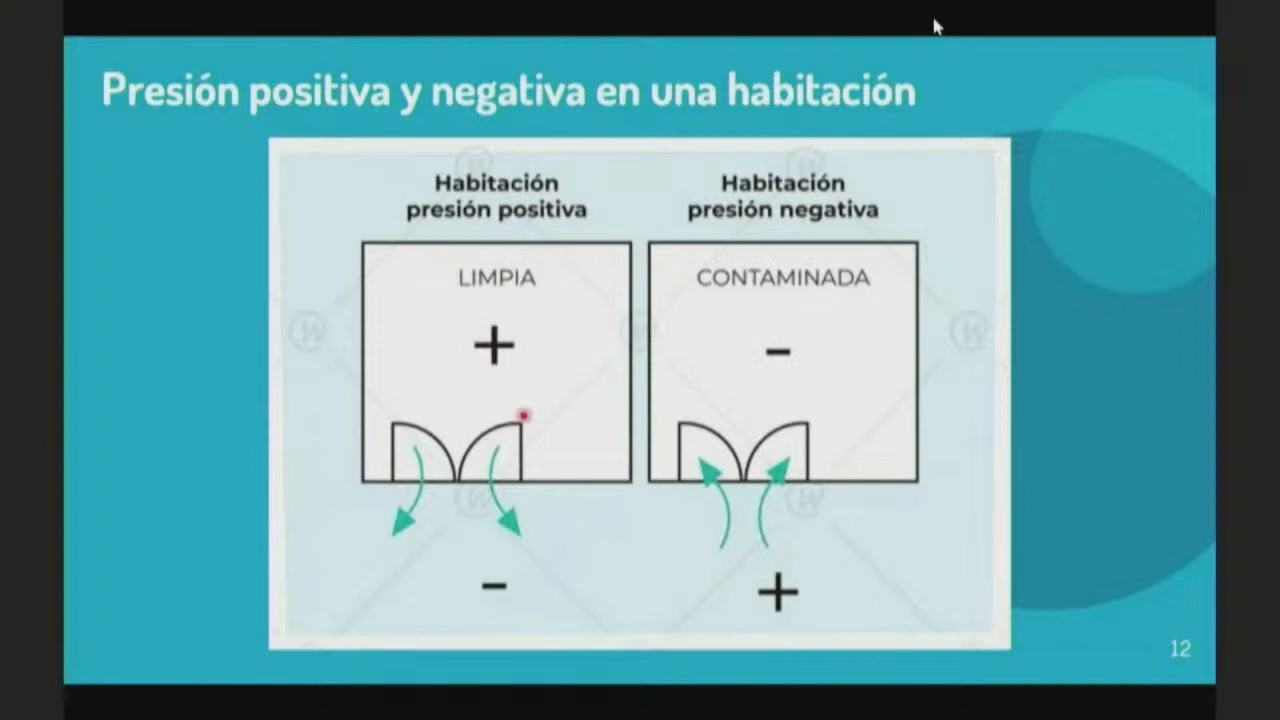 Presión positiva y negativa en una habitación
Habitación
presión positiva
LIMPIA
+
-
Habitación
presión negativa
CONTAMINADA
-
+
12